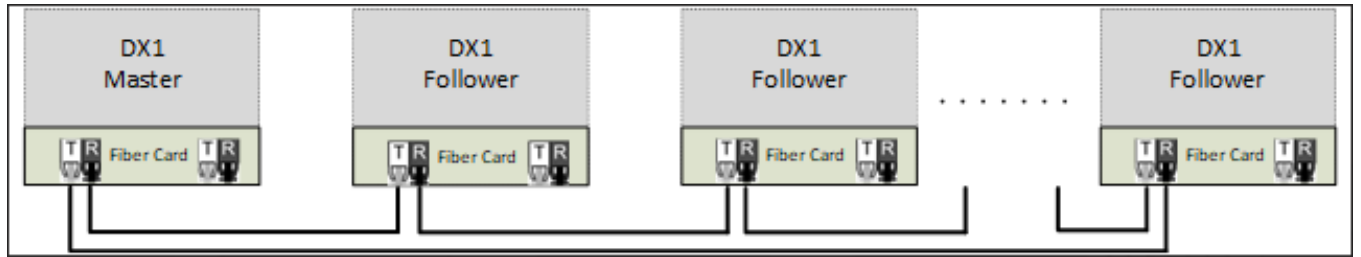 DX1
Master
DX1
Follower
DX1
Follower
. . . . . . .
DX1
Follower
T R Fiber Card T R
T R Fiber Card T R
T R Fiber Card T R
T R Fiber Card T R